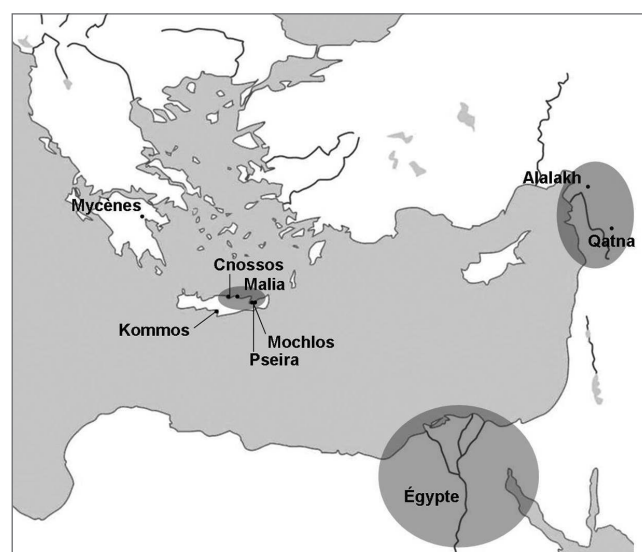 Alalakh
Mycènes
Qatna
Cnossos
Malia
Kommos
Mochlos
Pseira
Égypte